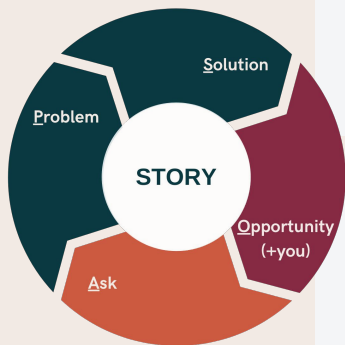 Solution
Problem
STORY
Opportunity
(+you)
Ask